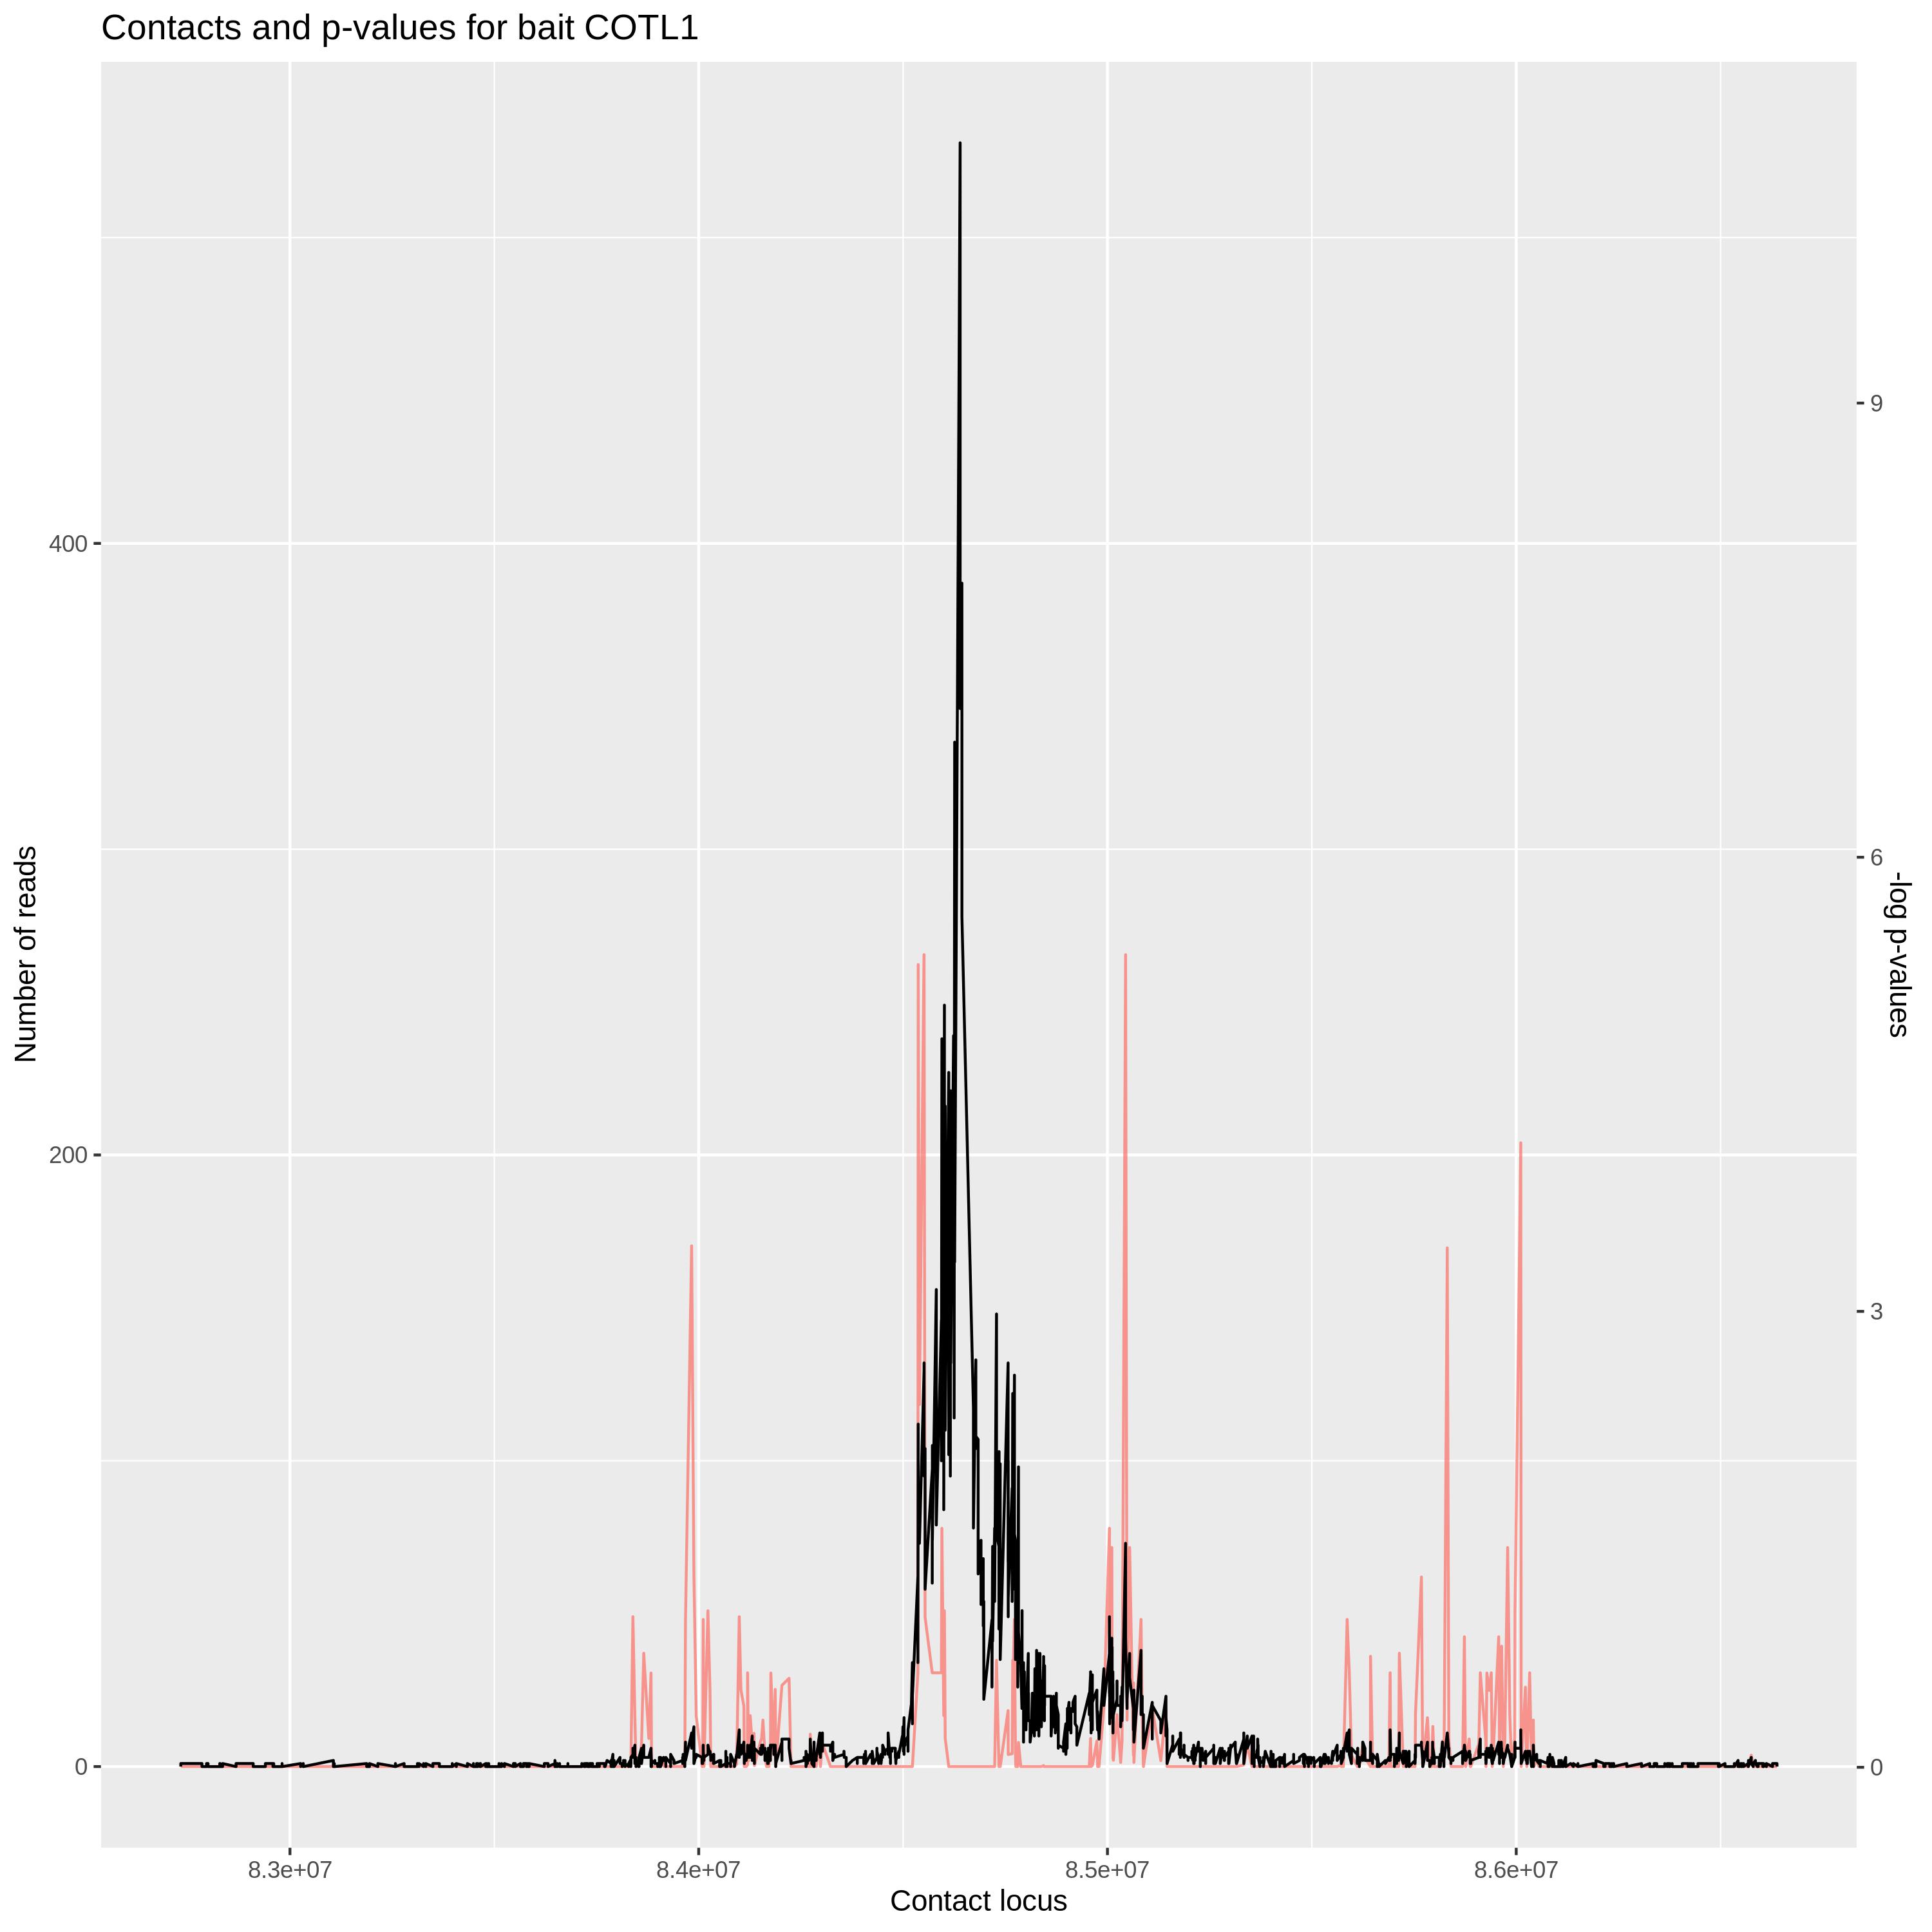 Contacts and p-values for bait COTL1
Number of reads
400
200
0
9
6
3
0
-log p-values
8.3e+07
8.4e+07
8.5e+07
8.6e+07
Contact locus